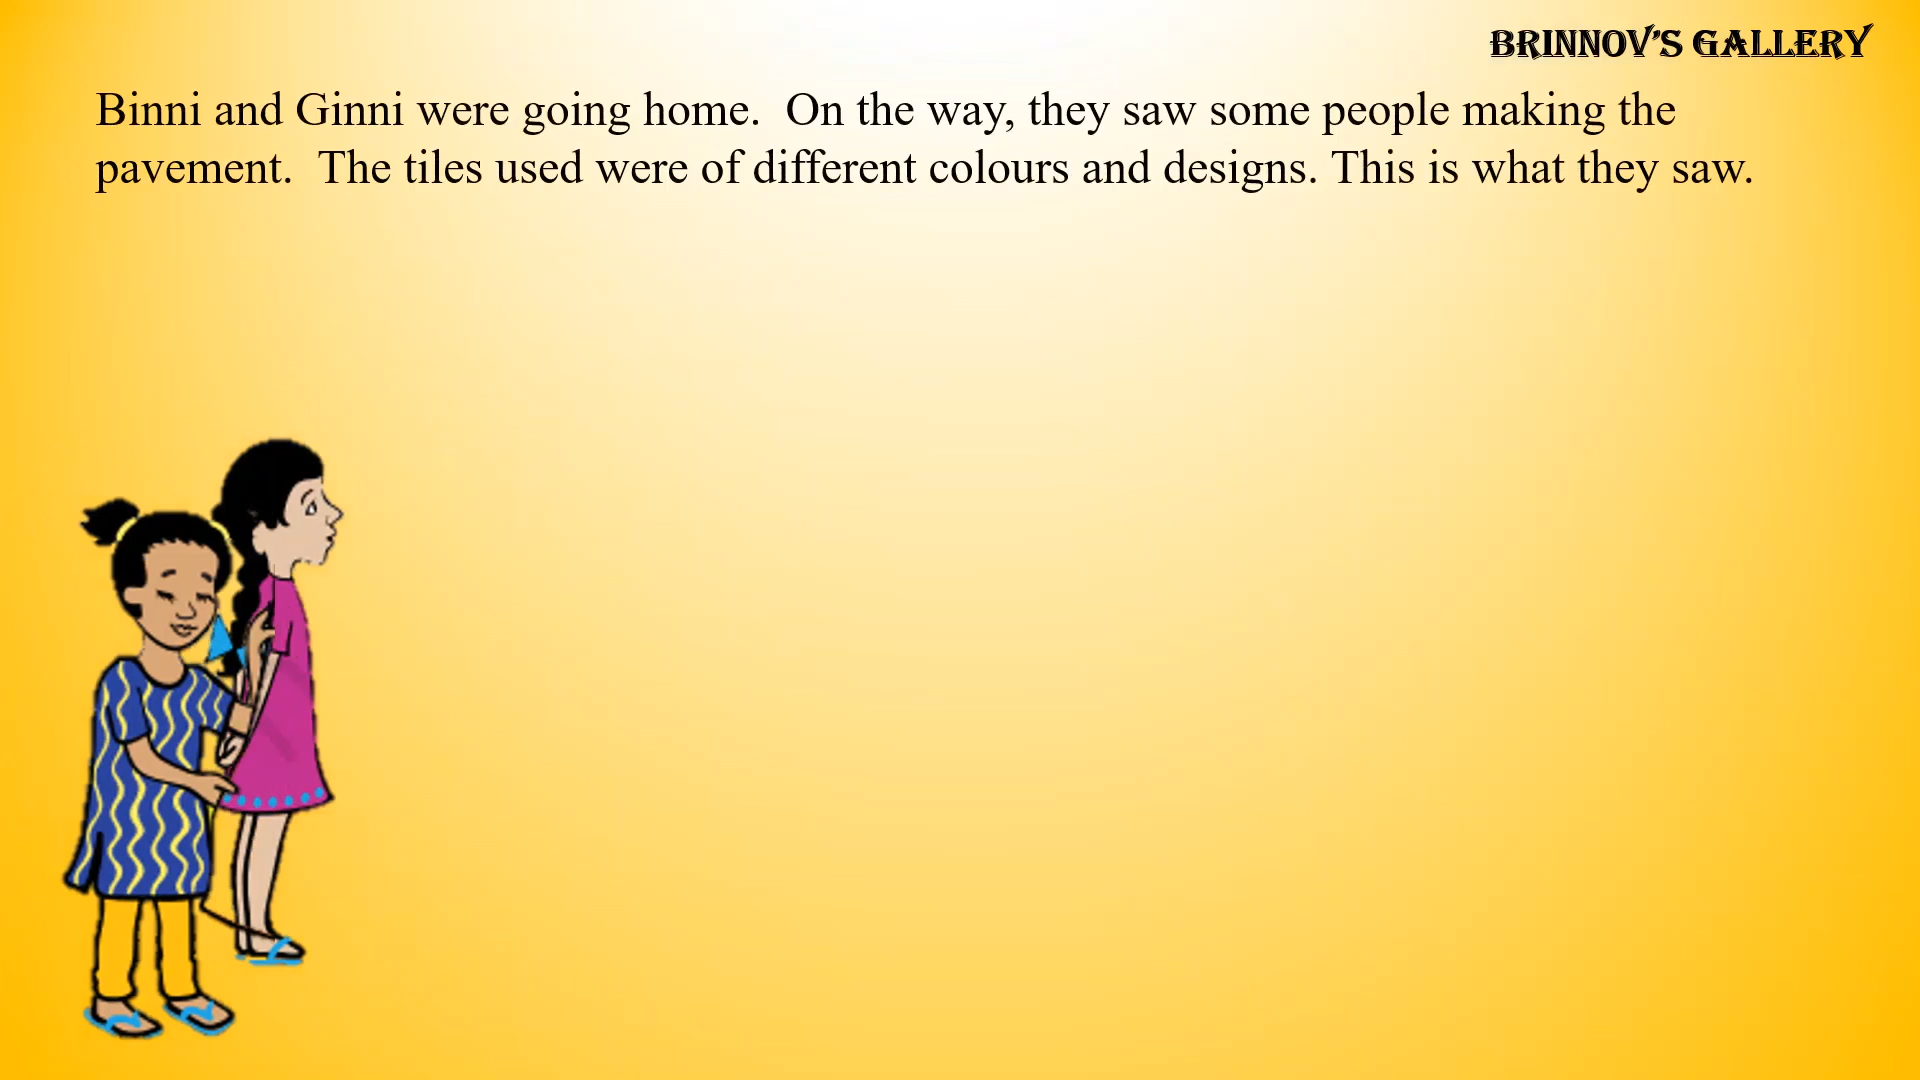 BRINNOV'S GALLERY
Binni and Ginni were going home.  On the way, they saw some people making the
pavement.  The tiles used were of different colours and designs. This is what they saw.